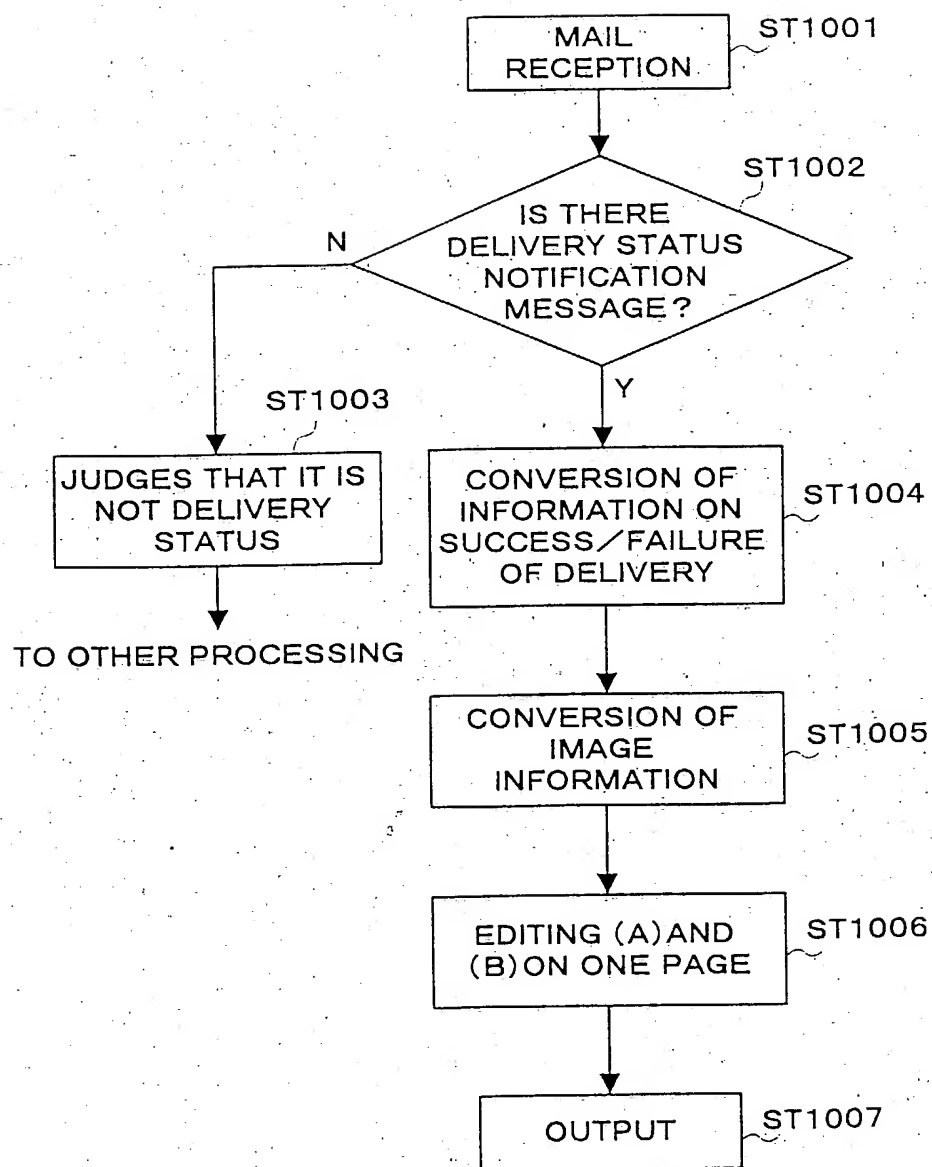 MAIL
RECEPTION
ST1001
ST1002
IS THERE
DELIVERY STATUS
NOTIFICATION
MESSAGE?
N
Y
ST1003
JUDGES THAT IT IS
NOT DELIVERY
STATUS
TO OTHER PROCESSING
CONVERSION OF
INFORMATION ON
SUCCESS/FAILURE
OF DELIVERY
ST1004
CONVERSION OF
IMAGE
INFORMATION
ST1005
EDITING (A) AND
(B) ON ONE PAGE
ST1006
OUTPUT
ST1007